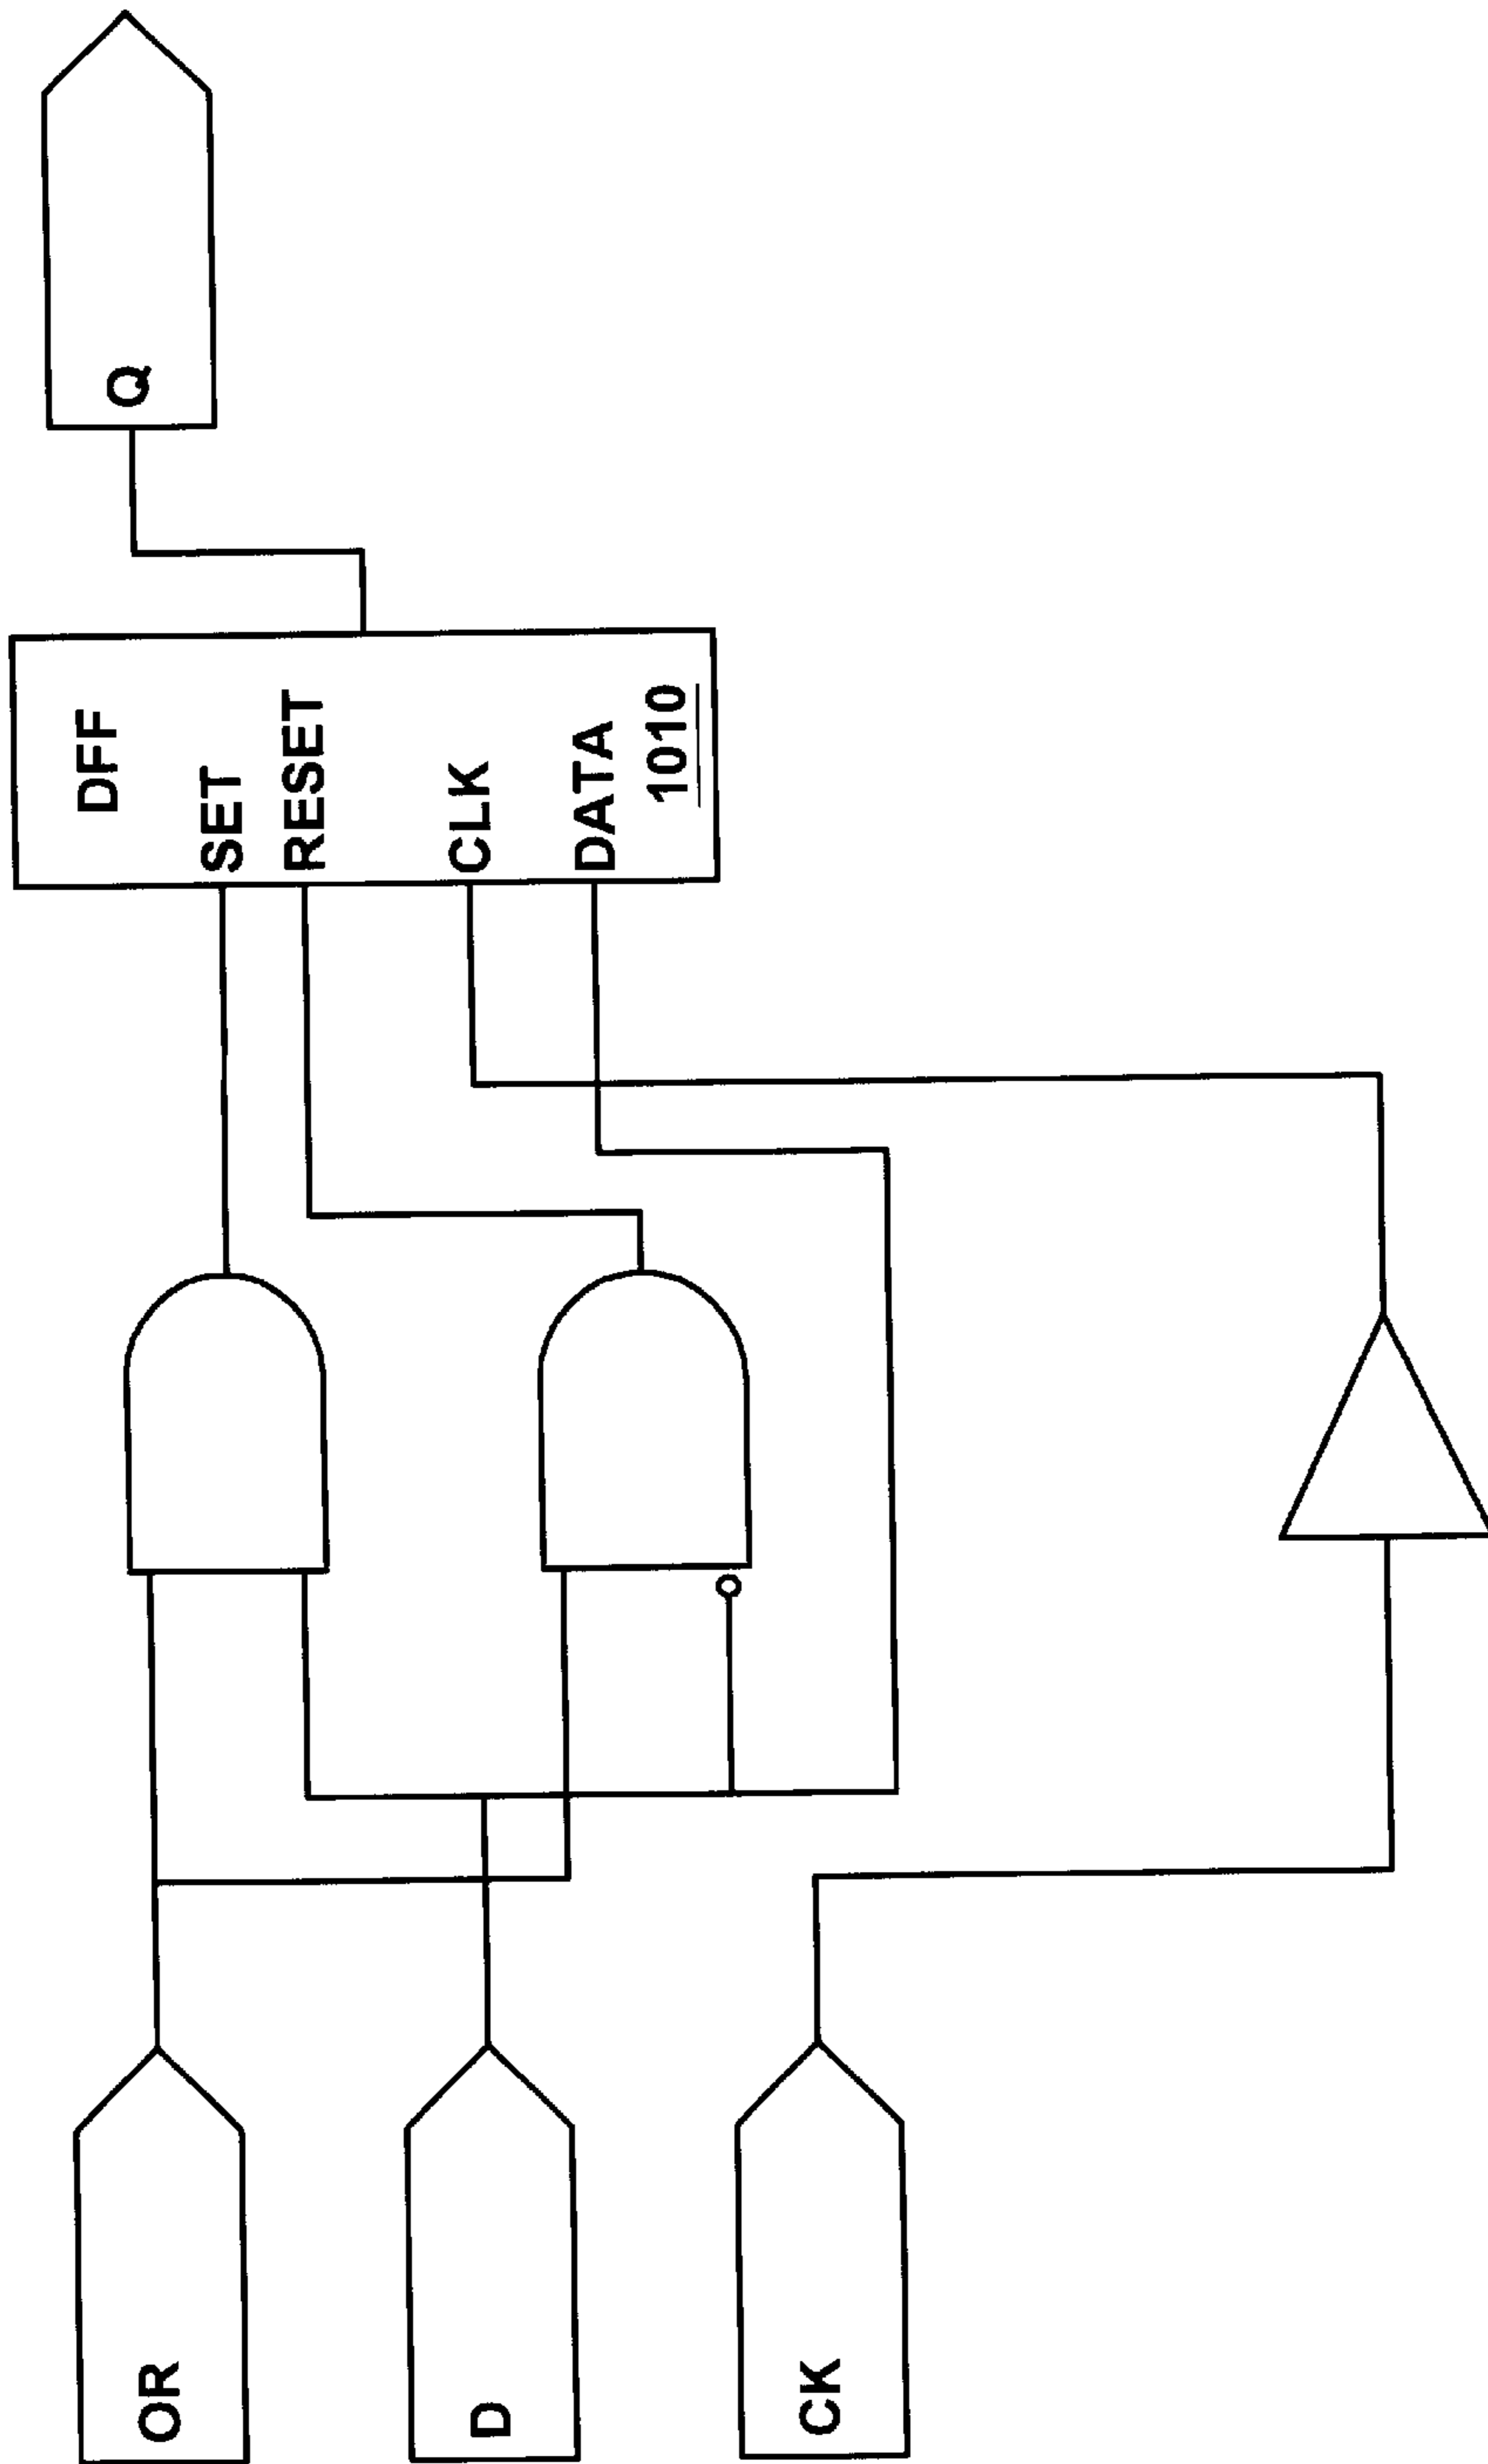 OR
D
CK
DFF
SET
RESET
CLK
DATA
1010
Q